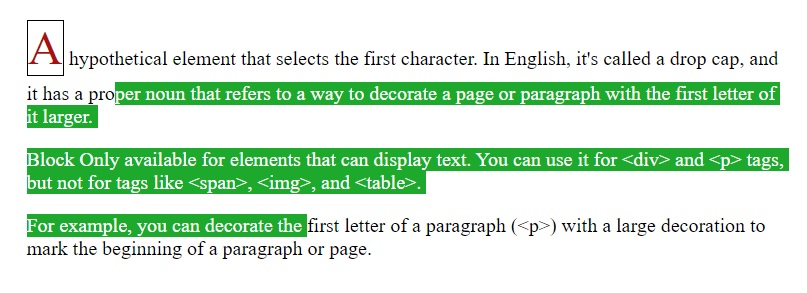 A hypothetical element that selects the first character. In English, it's called a drop cap, and
it has a proper noun that refers to a way to decorate a page or paragraph with the first letter of
it larger.
Block Only available for elements that can display text. You can use it for <div> and <p> tags,
but not for tags like <span>, <img>, and <table>.
For example, you can decorate the first letter of a paragraph (<p>) with a large decoration to
mark the beginning of a paragraph or page.